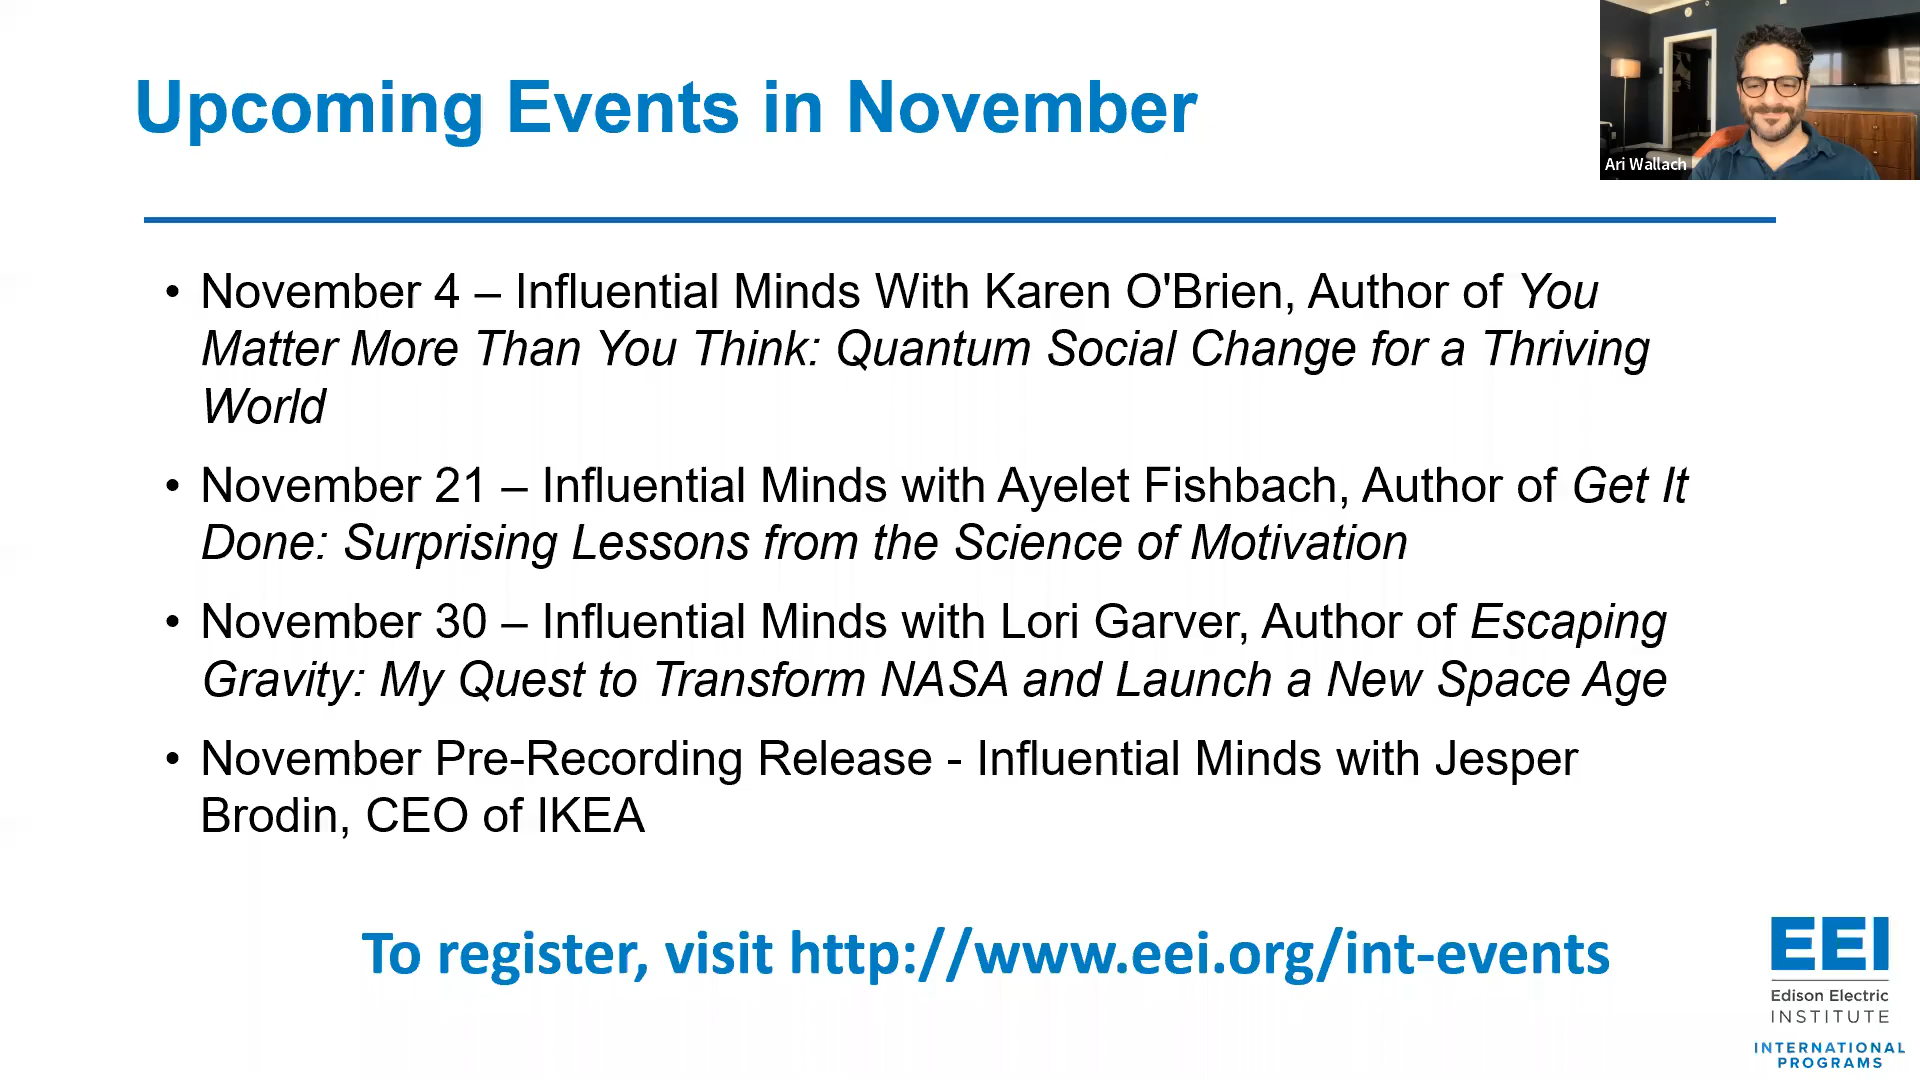 Upcoming Events in November
Ari Wallach
• November 4 – Influential Minds With Karen O'Brien, Author of You
Matter More Than You Think: Quantum Social Change for a Thriving
World
• November 21 – Influential Minds with Ayelet Fishbach, Author of Get It
Done: Surprising Lessons from the Science of Motivation
• November 30 – Influential Minds with Lori Garver, Author of Escaping
Gravity: My Quest to Transform NASA and Launch a New Space Age
• November Pre-Recording Release - Influential Minds with Jesper
Brodin, CEO of IKEA
To register, visit http://www.eei.org/int-events
EEI
Edison Electric
INSTITUTE
INTERNATIONAL
PROGRAMS